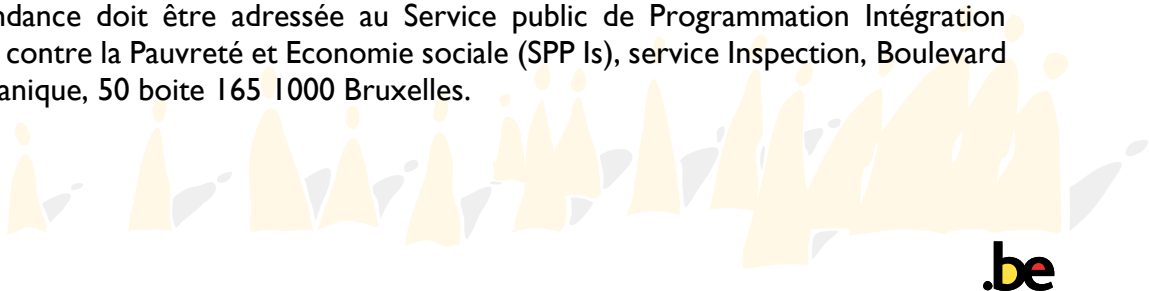 ndance doit être adressée au Service public de Programmation Intégration
contre la Pauvreté et Economie sociale (SPP Is), service Inspection, Boulevard
anique, 50 boite 165 1000 Bruxelles.
.be